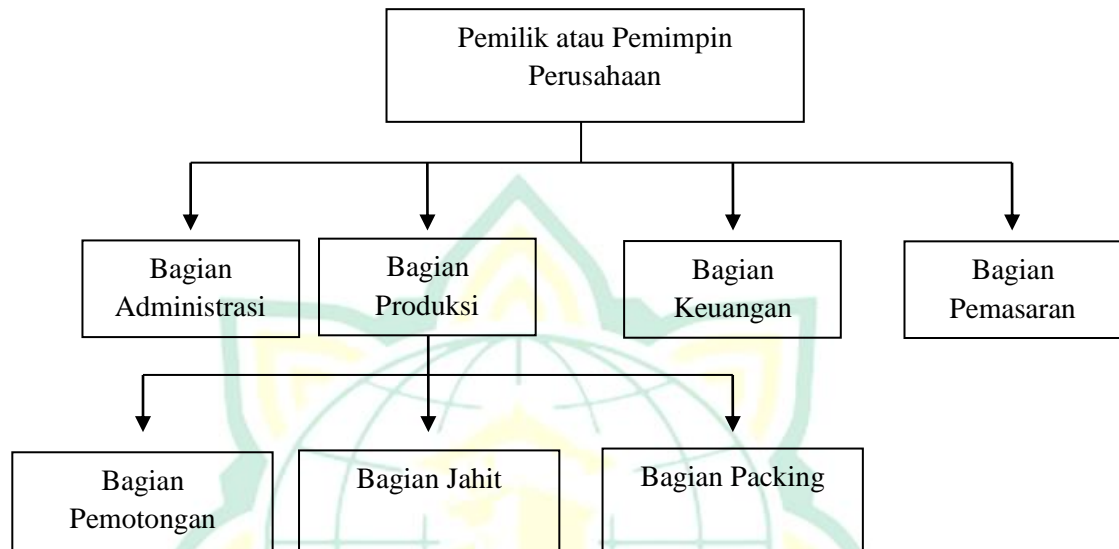 Pemilik atau Pemimpin
Perusahaan
Bagian
Administrasi
Bagian
Produksi
Bagian
Keuangan
Bagian
Pemasaran
Bagian
Pemotongan
Bagian Jahit
Bagian Packing